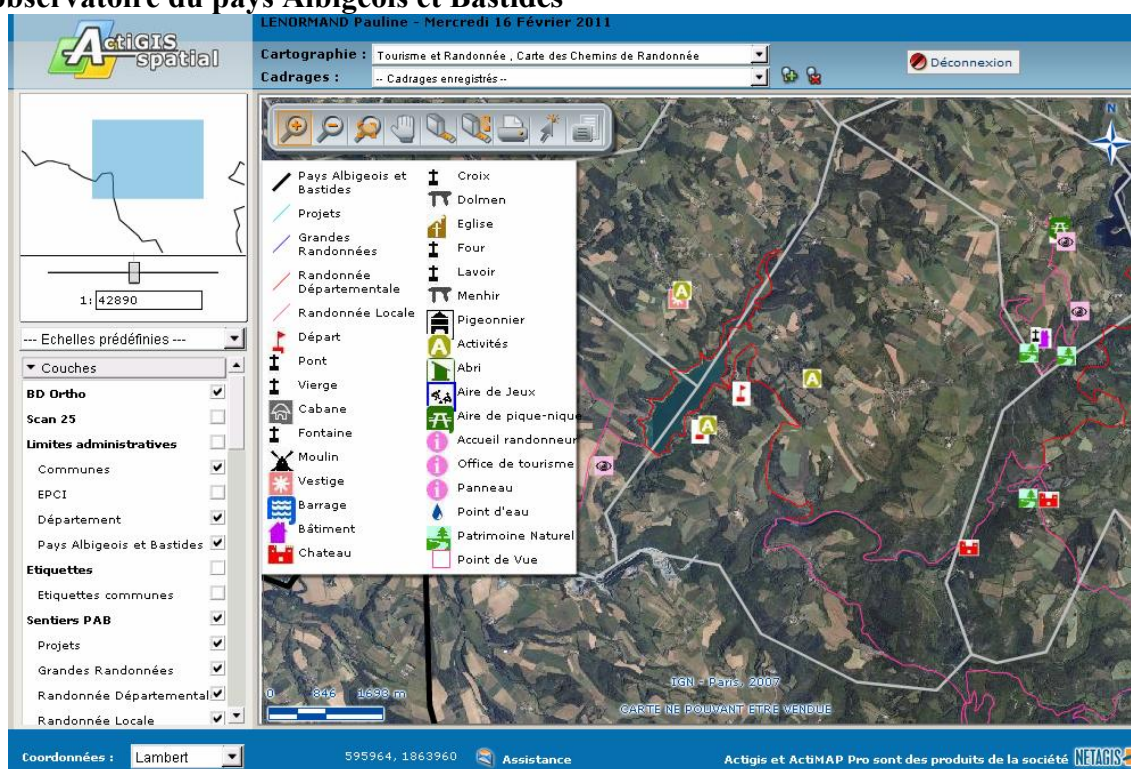 observatoire du pays Albigeois et Bastides
ActiGIS
spatial
LENORMAND Pauline - Mercredi 16 Février 2011
Cartographie : Tourisme et Randonnée , Carte des Chemins de Randonnée
Cadrages : -- Cadrages enregistrés --
Déconnexion
1: 42890
--- Echelles prédéfinies ---
Couches
BD Ortho
Scan 25
Limites administratives
Communes
EPCI
Département
Pays Albigeois et Bastides
Etiquettes
Etiquettes communes
Sentiers PAB
Projets
Grandes Randonnées
Randonnée Départemental
Randonnée Locale
Pays Albigeois et
Bastides
Projets
Grandes
Randonnées
Randonnée
Départementale
Randonnée Locale
Départ
Pont
Vierge
Cabane
Fontaine
Moulin
Vestige
Barrage
Bâtiment
Chateau
Croix
Dolmen
Eglise
Four
Lavoir
Menhir
Pigeonnier
Activités
Abri
Aire de Jeux
Aire de pique-nique
Accueil randonneur
Office de tourisme
Panneau
Point d'eau
Patrimoine Naturel
Point de Vue
N
0 846 1693 m
IGN - Paris, 2007
CARTE NE POUVANT ETRE VENDUE
Coordonnées : Lambert
595964, 1863960
Assistance
Actigis et ActiMAP Pro sont des produits de la société NETAGIS